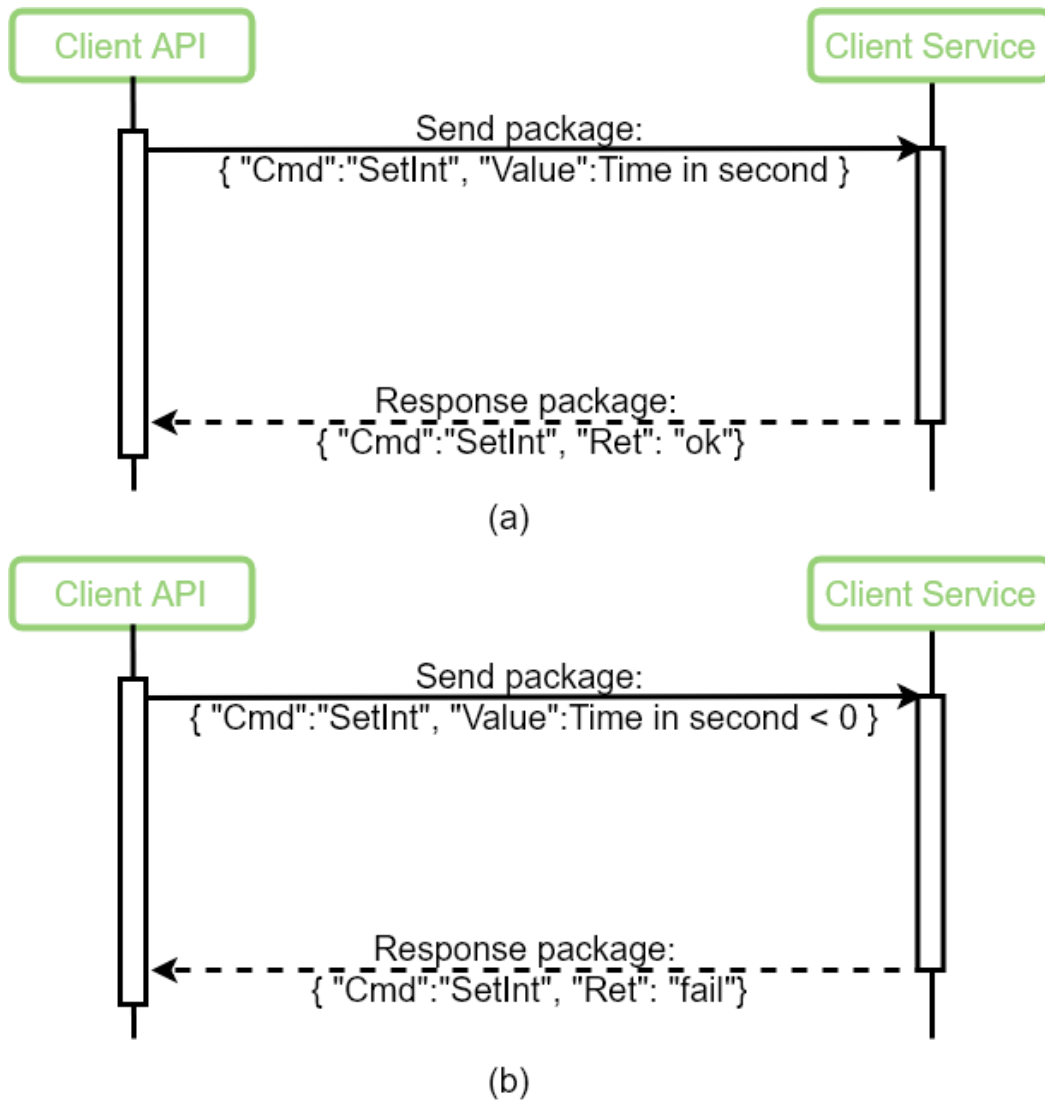 Client API
Client Service
Send package:
{ "Cmd":"SetInt", "Value":Time in second }
Response package:
{ "Cmd":"SetInt", "Ret": "ok"}
(a)
Client API
Client Service
Send package:
{ "Cmd":"SetInt", "Value":Time in second < 0 }
Response package:
{ "Cmd":"SetInt", "Ret": "fail"}
(b)